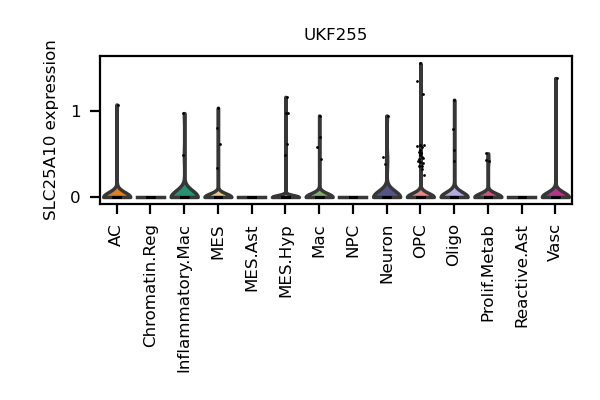 UKF255
SLC25A10 expression
1
0
AC
Chromatin.Reg
Inflammatory.Mac
MES
MES.Ast
MES.Hyp
Mac
NPC
Neuron
OPC
Oligo
Prolif.Metab
Reactive.Ast
Vasc